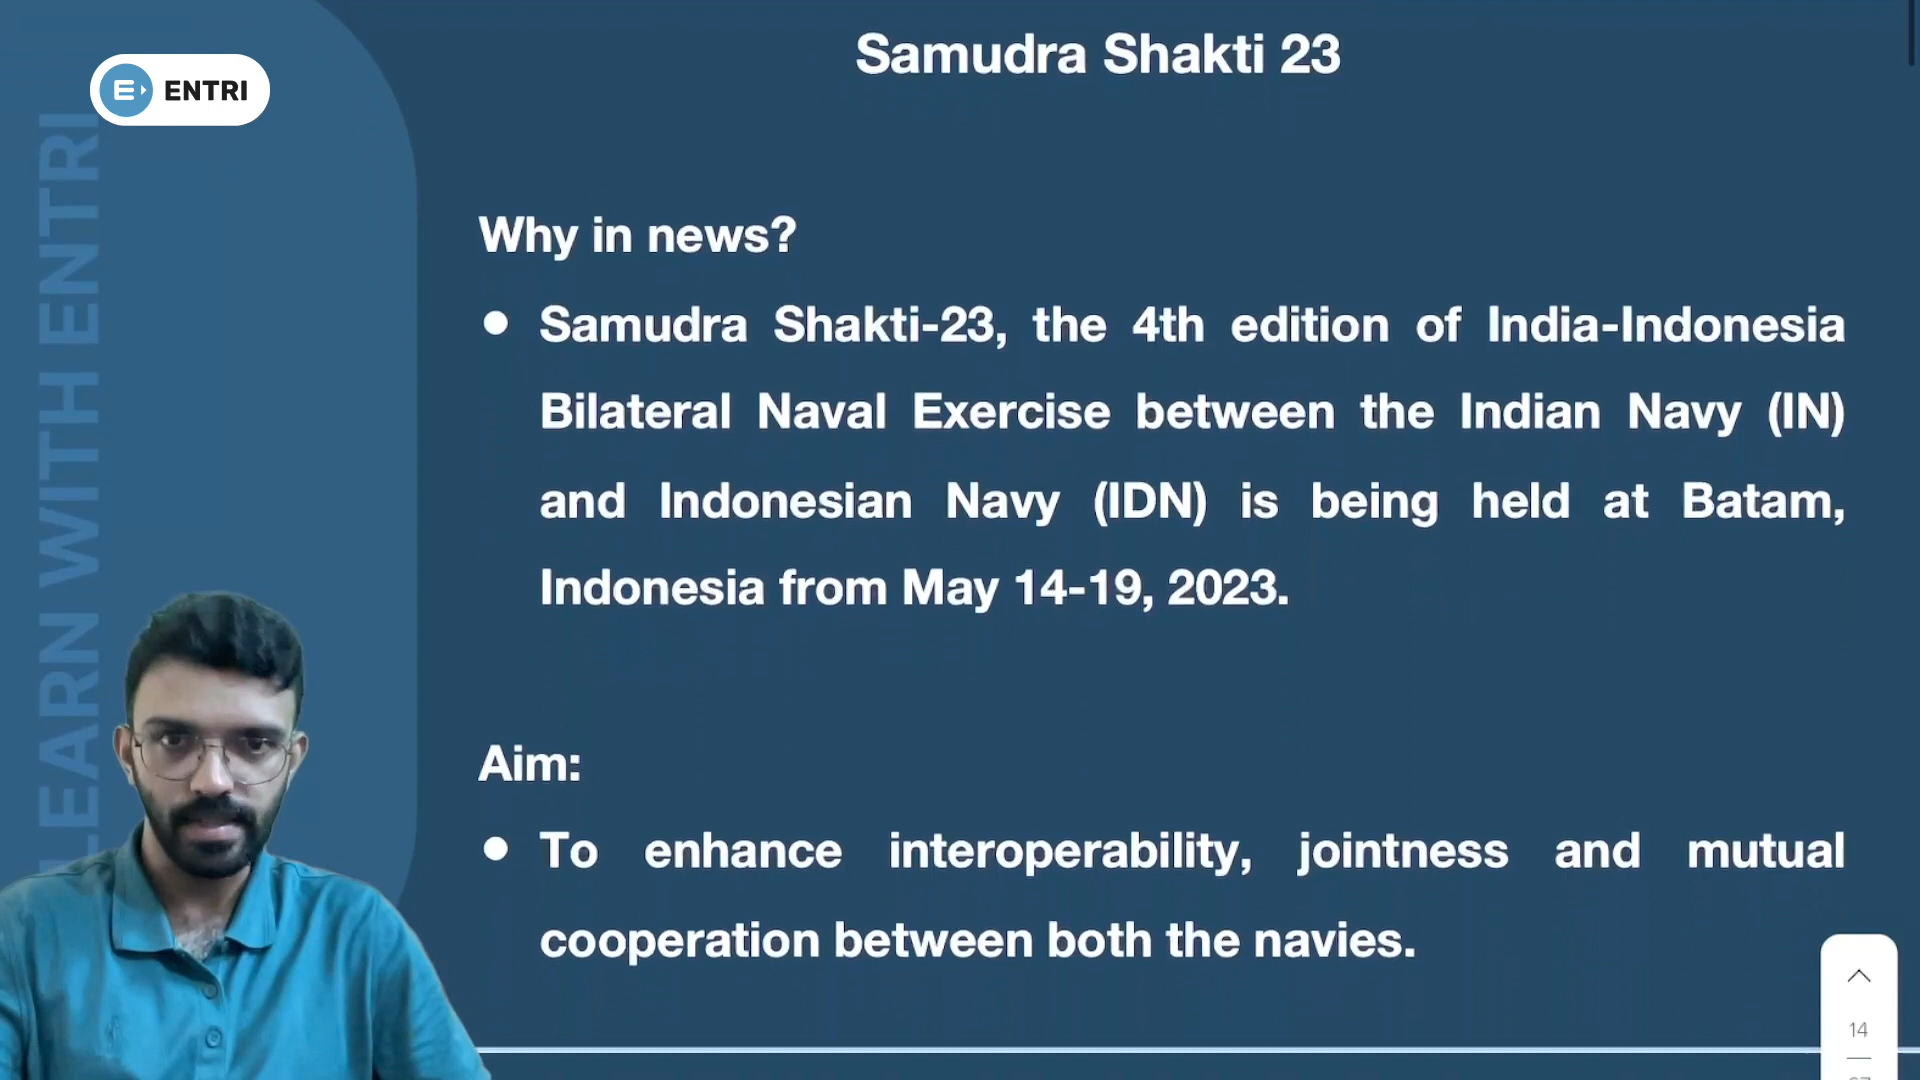 ENTRI
LEARN WITH ENTRI
Samudra Shakti 23
Why in news?
● Samudra Shakti-23, the 4th edition of India-Indonesia
Bilateral Naval Exercise between the Indian Navy (IN)
and Indonesian Navy (IDN) is being held at Batam,
Indonesia from May 14-19, 2023.
Aim:
● To enhance interoperability, jointness and mutual
cooperation between both the navies.
14